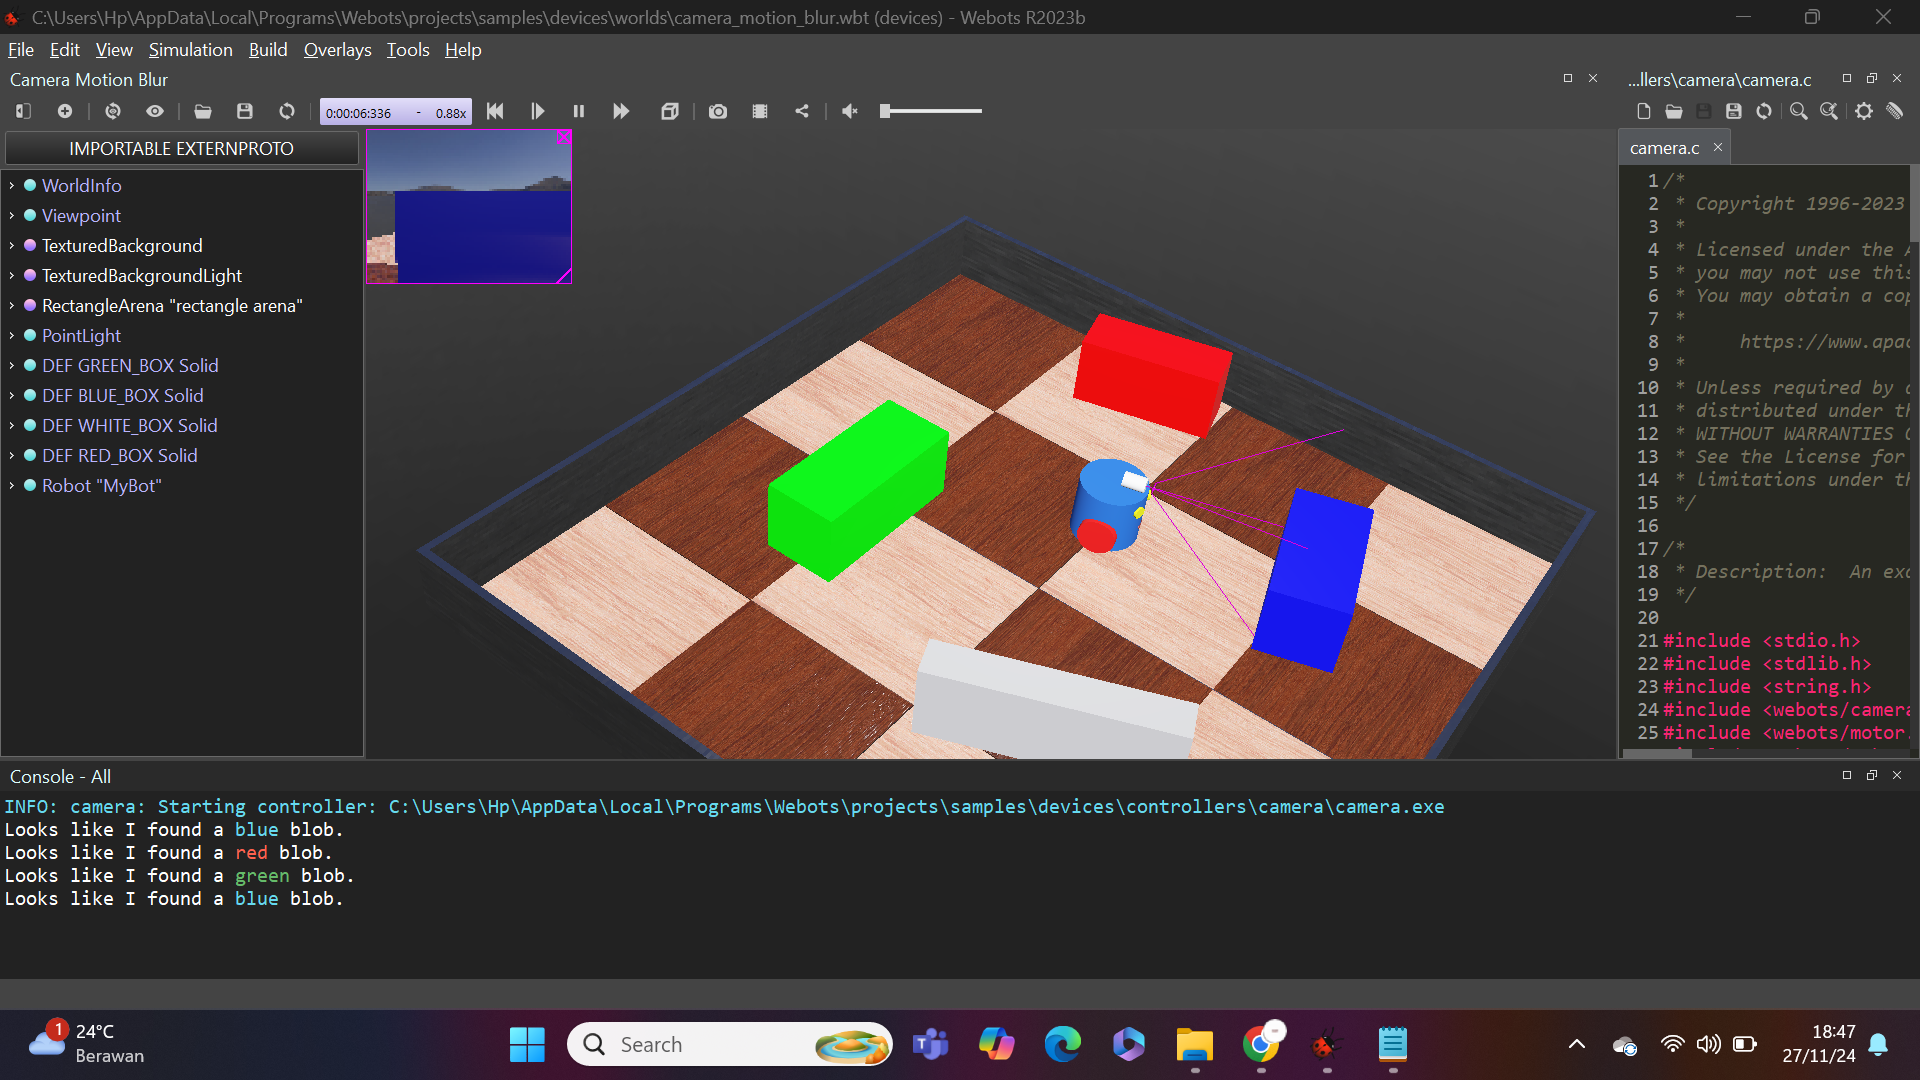 C:\Users\Hp\AppData\Local\Programs\Webots\projects\samples\devices\worlds\camera_motion_blur.wbt (devices) - Webots R2023b
File Edit View Simulation Build Overlays Tools Help
Camera Motion Blur
...llers\camera\camera.c
0:00:06:336 - 0.88x
IMPORTABLE EXTERNPROTO
WorldInfo
Viewpoint
TexturedBackground
TexturedBackgroundLight
RectangleArena "rectangle arena"
PointLight
DEF GREEN_BOX Solid
DEF BLUE_BOX Solid
DEF WHITE_BOX Solid
DEF RED_BOX Solid
Robot "MyBot"
camera.c
1 /*
2 * Copyright 1996-2023
3 *
4 * Licensed under the A
5 * you may not use this
6 * You may obtain a cop
7 *
8 * https://www.apac
9 *
10 * Unless required by a
11 * distributed under th
12 * WITHOUT WARRANTIES O
13 * See the License for
14 * limitations under th
15 */
16
17 /*
18 * Description: An exa
19 */
20
21 #include <stdio.h>
22 #include <stdlib.h>
23 #include <string.h>
24 #include <webots/camera
25 #include <webots/motor.
Console - All
INFO: camera: Starting controller: C:\Users\Hp\AppData\Local\Programs\Webots\projects\samples\devices\controllers\camera\camera.exe
Looks like I found a blue blob.
Looks like I found a red blob.
Looks like I found a green blob.
Looks like I found a blue blob.
1
24°C
Berawan
Search
18:47
27/11/24